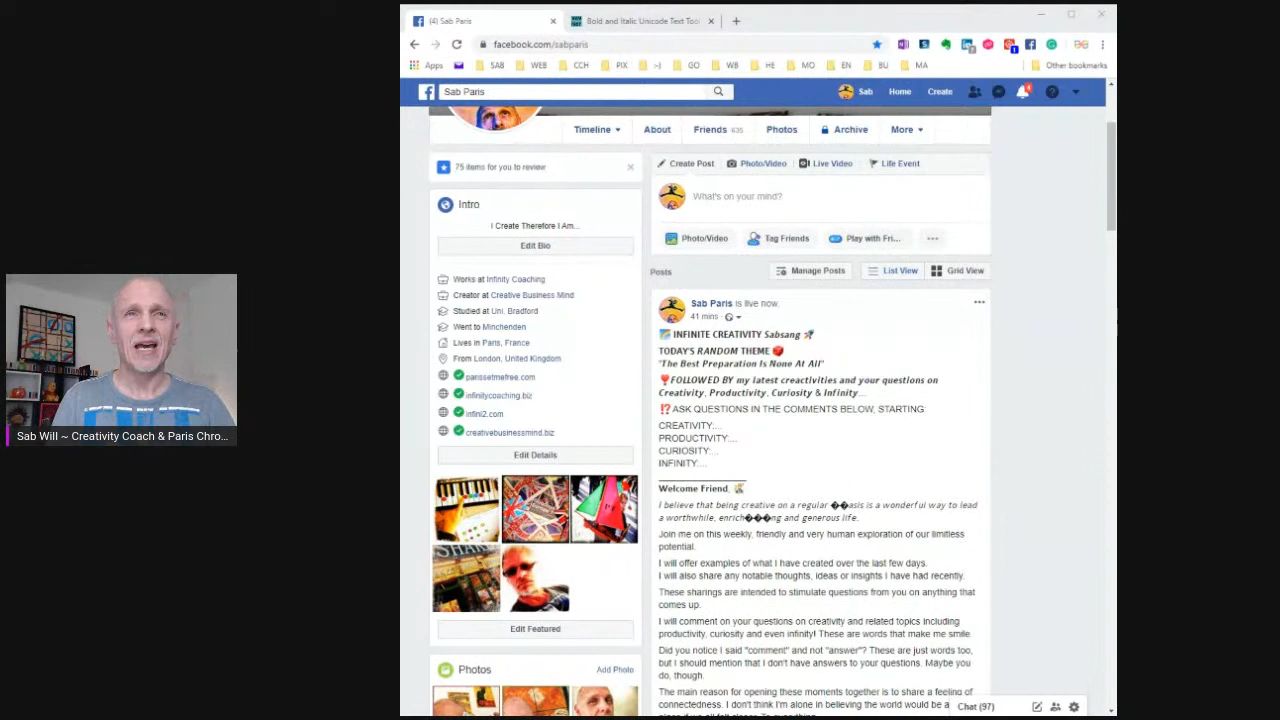 (4) Sab Paris
Bold and Italic Unicode Text Too
facebook.com/sabparis
Apps SAB WEB CCH PIX :-) GO WB HE MO EN BU MA Other bookmarks
Sab Paris
Sab Home Create
Timeline About Friends 635 Photos Archive More
75 items for you to review
Create Post Photo/Video Live Video Life Event
Intro
What's on your mind?
I Create Therefore I Am...
Edit Bio
Photo/Video Tag Friends Play with Fri...
Posts Manage Posts List View Grid View
Works at Infinity Coaching
Creator at Creative Business Mind
Studied at Uni. Bradford
Went to Minchenden
Lives in Paris, France
From London, United Kingdom
parissetmefree.com
infinitycoaching.biz
infini2.com
creativebusinessmind.biz
Edit Details
Edit Featured
Photos Add Photo
Sab Paris is live now.
41 mins
INFINITE CREATIVITY Sabsang
TODAY'S RANDOM THEME
"The Best Preparation Is None At All"
FOLLOWED BY my latest creactivities and your questions on
Creativity, Productivity, Curiosity & Infinity...
⁉ASK QUESTIONS IN THE COMMENTS BELOW, STARTING
CREATIVITY:...
PRODUCTIVITY:...
CURIOSITY:...
INFINITY:...
Welcome Friend,
I believe that being creative on a regular ��asis is a wonderful way to lead
a worthwhile, enrich���ng and generous life.
Join me on this weekly, friendly and very human exploration of our limitless
potential.
I will offer examples of what I have created over the last few days.
I will also share any notable thoughts, ideas or insights I have had recently.
These sharings are intended to stimulate questions from you on anything that
comes up.
I will comment on your questions on creativity and related topics including
productivity, curiosity and even infinity! These are words that make me smile.
Did you notice I said "comment" and not "answer"? These are just words too,
but I should mention that I don't have answers to your questions. Maybe you
do, though.
The main reason for opening these moments together is to share a feeling of
connectedness. I don't think I'm alone in believing the world would be a
Chat (97)
Sab Will ~ Creativity Coach & Paris Chro...